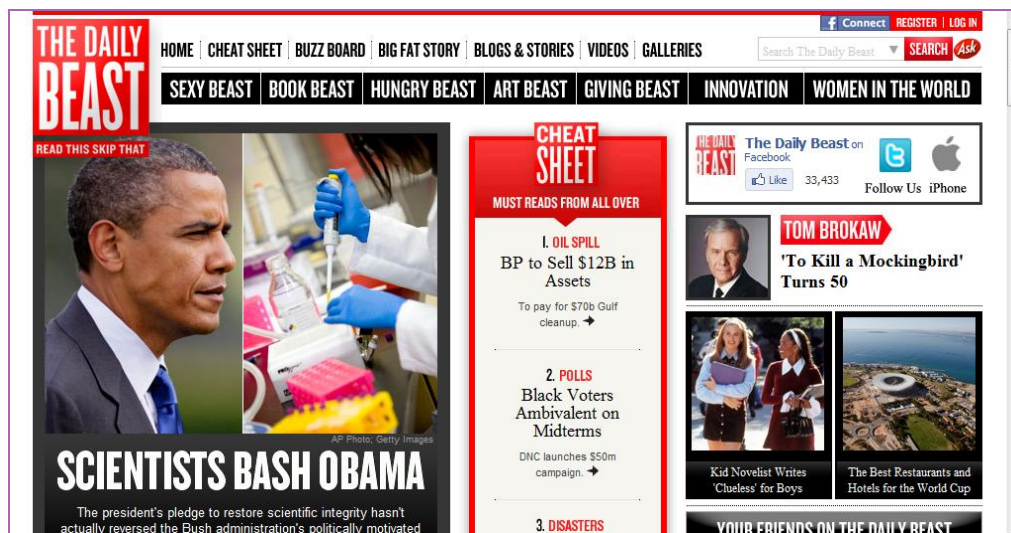 Connect REGISTER | LOG IN
THE DAILY
BEAST
READ THIS SKIP THAT
HOME CHEAT SHEET BUZZ BOARD BIG FAT STORY BLOGS & STORIES VIDEOS GALLERIES
Search The Daily Beast SEARCH Ask
SEXY BEAST BOOK BEAST HUNGRY BEAST ART BEAST GIVING BEAST INNOVATION WOMEN IN THE WORLD
AP Photo; Getty Images
SCIENTISTS BASH OBAMA
The president's pledge to restore scientific integrity hasn't
actually reversed the Bush administration's politically motivated
CHEAT
SHEET
MUST READS FROM ALL OVER
1. OIL SPILL
BP to Sell $12B in
Assets
To pay for $70b Gulf
cleanup.
2. POLLS
Black Voters
Ambivalent on
Midterms
DNC launches $50m
campaign.
3. DISASTERS
THE DAILY
BEAST
The Daily Beast on
Facebook
Like 33,433
Follow Us iPhone
TOM BROKAW
'To Kill a Mockingbird'
Turns 50
Kid Novelist Writes
'Clueless' for Boys
The Best Restaurants and
Hotels for the World Cup
YOUR FRIENDS ON THE DAILY BEAST